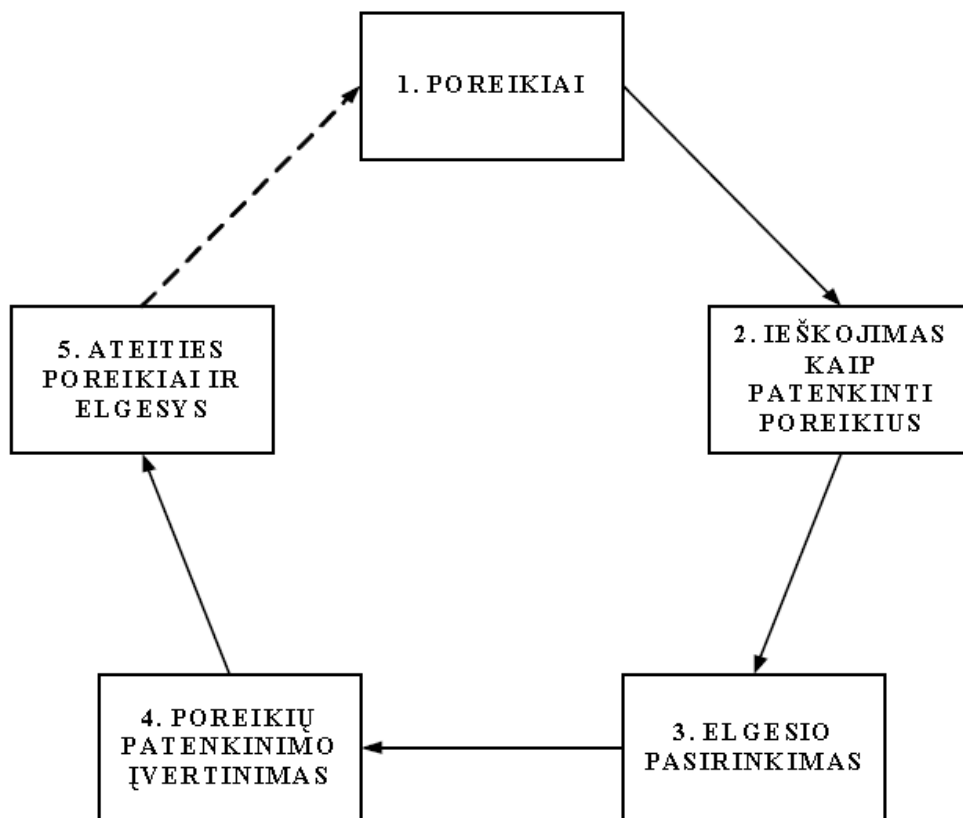 1. POREIKIAI
2. IEŠKOJIMAS
KAIP
PATENKINTI
POREIKIUS
3. ELGESIO
PASIRINKIMAS
4. POREIKIŲ
PATENKINIMO
ĮVERTINIMAS
5. ATEITIES
POREIKIAI IR
ELGESYS